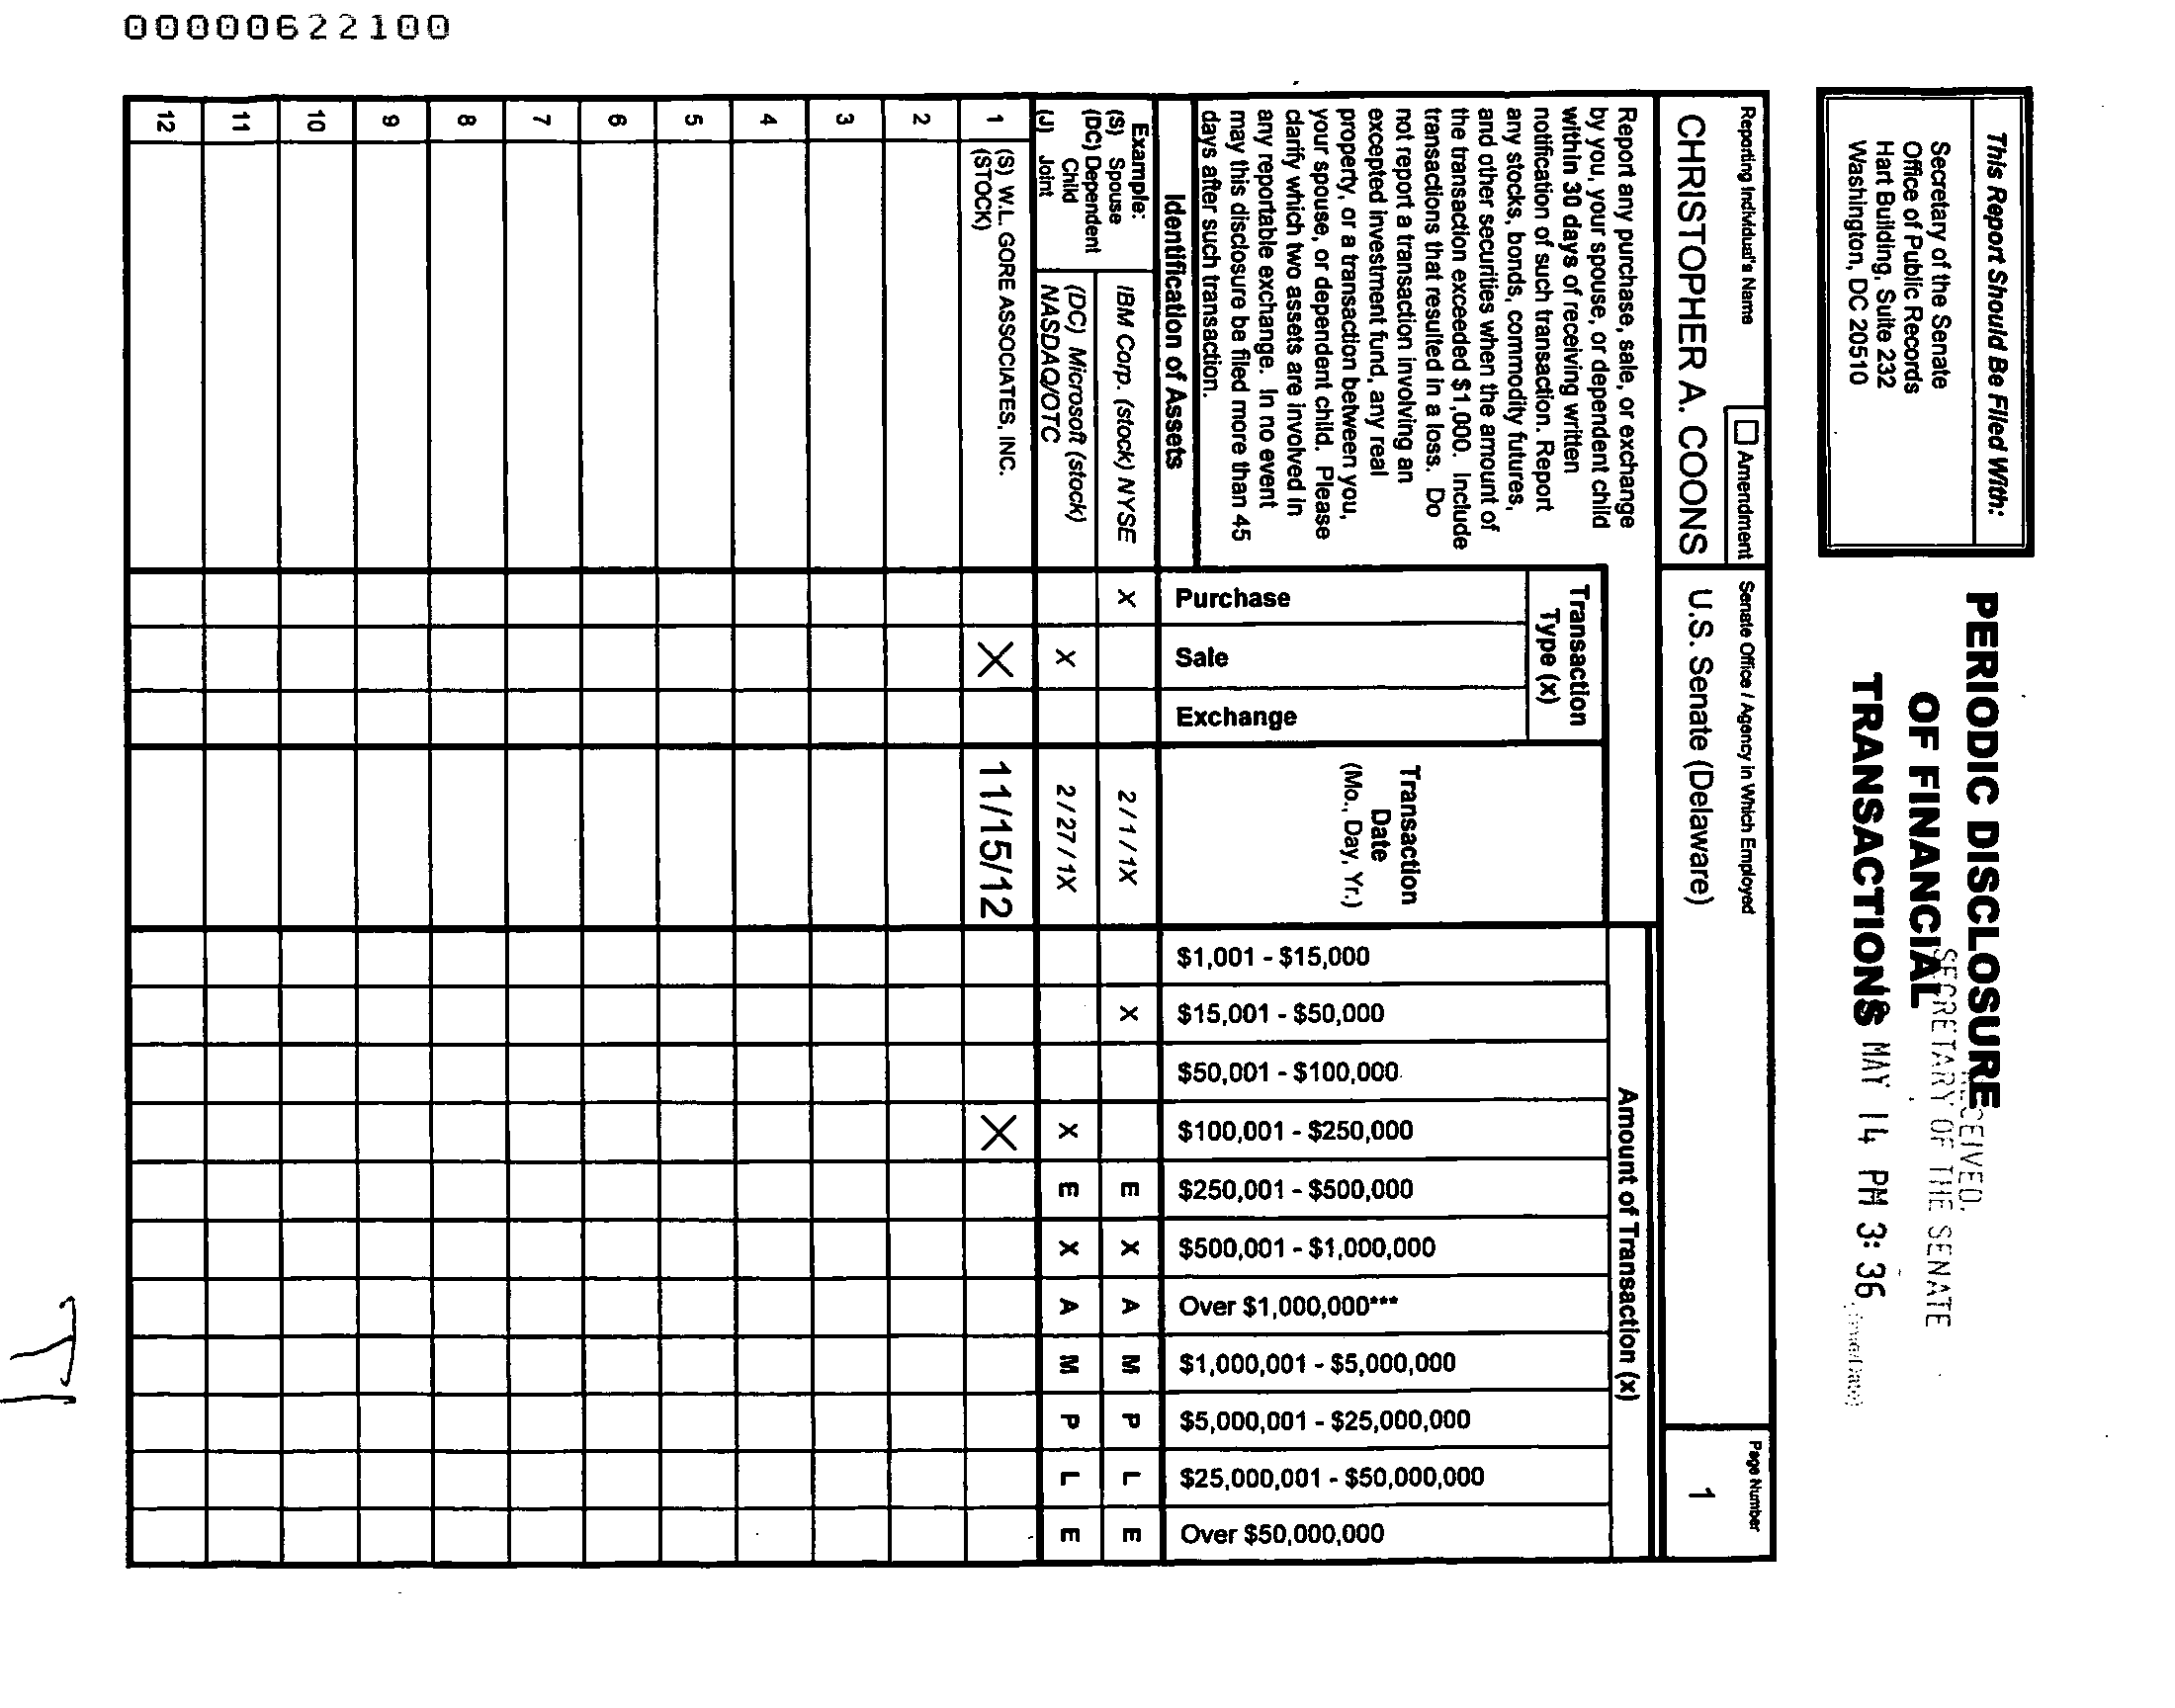 00000622100
This Report Should Be Filed With:
Secretary of the Senate
Office of Public Records
Hart Building, Suite 232
Washington, DC 20510
PERIODIC DISCLOSURE
OF FINANCIAL
TRANSACTIONS
SECRETARY OF THE SENATE
MAY 14 PM 3:36
Reporting Individual's Name
Amendment
Senate Office / Agency in Which Employed
Page Number
CHRISTOPHER A. COONS
U.S. Senate (Delaware)
1
Report any purchase, sale, or exchange
by you, your spouse, or dependent child
within 30 days of receiving written
notification of such transaction. Report
any stocks, bonds, commodity futures,
and other securities when the amount of
the transaction exceeded $1,000. Include
transactions that resulted in a loss. Do
not report a transaction involving an
excepted investment fund, any real
property, or a transaction between you,
your spouse, or dependent child. Please
clarify which two assets are involved in
any reportable exchange. In no event
may this disclosure be filed more than 45
days after such transaction.
Transaction
Type (x)
Transaction
Date
(Mo., Day, Yr.)
Amount of Transaction (x)
Identification of Assets
Purchase
Sale
Exchange
$1,001 - $15,000
$15,001 - $50,000
$50,001 - $100,000
$100,001 - $250,000
$250,001 - $500,000
$500,001 - $1,000,000
Over $1,000,000***
$1,000,001 - $5,000,000
$5,000,001 - $25,000,000
$25,000,001 - $50,000,000
Over $50,000,000
Example:
(S) Spouse
(DC) Dependent
Child
(J) Joint
IBM Corp. (stock) NYSE X 2 / 1 / 1X X E X A M P L E
(DC) Microsoft (stock)
NASDAQ/OTC X 2 / 27 / 1X X E X A M P L E
1 (S) W.L. GORE ASSOCIATES, INC.
(STOCK) X 11/15/12 X
2
3
4
5
6
7
8
9
10
11
12